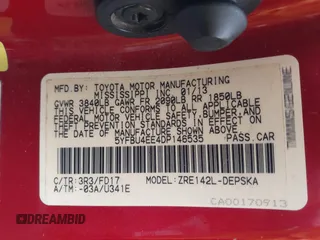 MFD.BY: TOYOTA MOTOR MANUFACTURING
MISSISSIPPI, INC. 01/13
GVWR 3840LB GAWR FR 2090LB RR 1850LB
THIS VEHICLE CONFORMS TO ALL APPLICABLE
FEDERAL MOTOR VEHICLE SAFETY, BUMPER, AND
THEFT PREVENTION STANDARDS IN EFFECT ON
THE DATE OF MANUFACTURE SHOWN ABOVE.
5YFBU4EE4DP146535 PASS.CAR
C/TR:3R3/FD17 MODEL:ZRE142L-DEPSKA
A/TM:-03A/U341E
CA00170913
DREAMBID